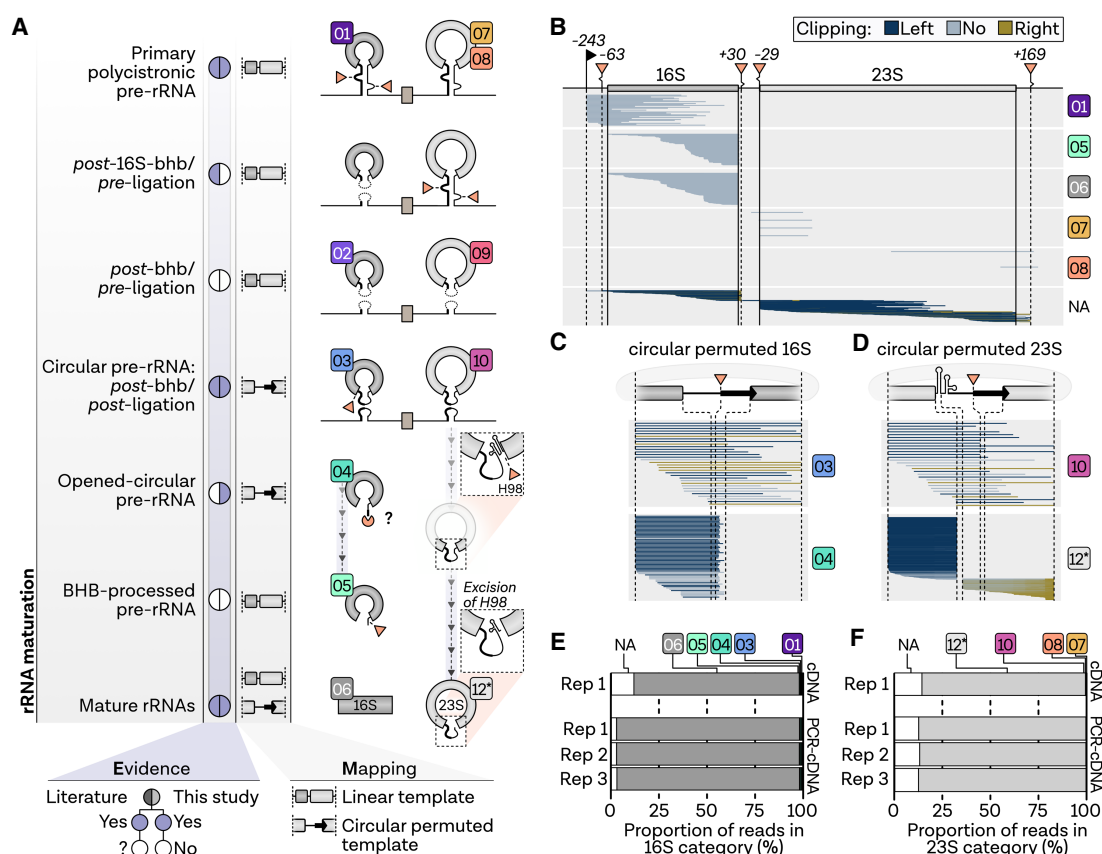 A
Primary
polycistronic
pre-rRNA
01
07
08
post-16S-bhb/
pre-ligation
post-bhb/
pre-ligation
02
09
Circular pre-rRNA:
post-bhb/
post-ligation
03
10
Opened-circular
pre-rRNA
04
?
H98
BHB-processed
pre-rRNA
05
Excision
of H98
Mature rRNAs
06
16S
12*
23S
rRNA maturation
Evidence
Literature
This study
Yes
Yes
?
No
Mapping
Linear template
Circular permuted
template
B
Clipping:
Left
No
Right
-243
-63
+30
-29
+169
16S
23S
01
05
06
07
08
NA
C
circular permuted 16S
03
04
D
circular permuted 23S
10
12*
E
NA
06
05
04
03
01
Rep 1
cDNA
Rep 1
Rep 2
Rep 3
PCR-cDNA
0
25
50
75
100
Proportion of reads in
16S category (%)
F
NA
12*
10
08
07
Rep 1
cDNA
Rep 1
Rep 2
Rep 3
PCR-cDNA
0
25
50
75
100
Proportion of reads in
23S category (%)